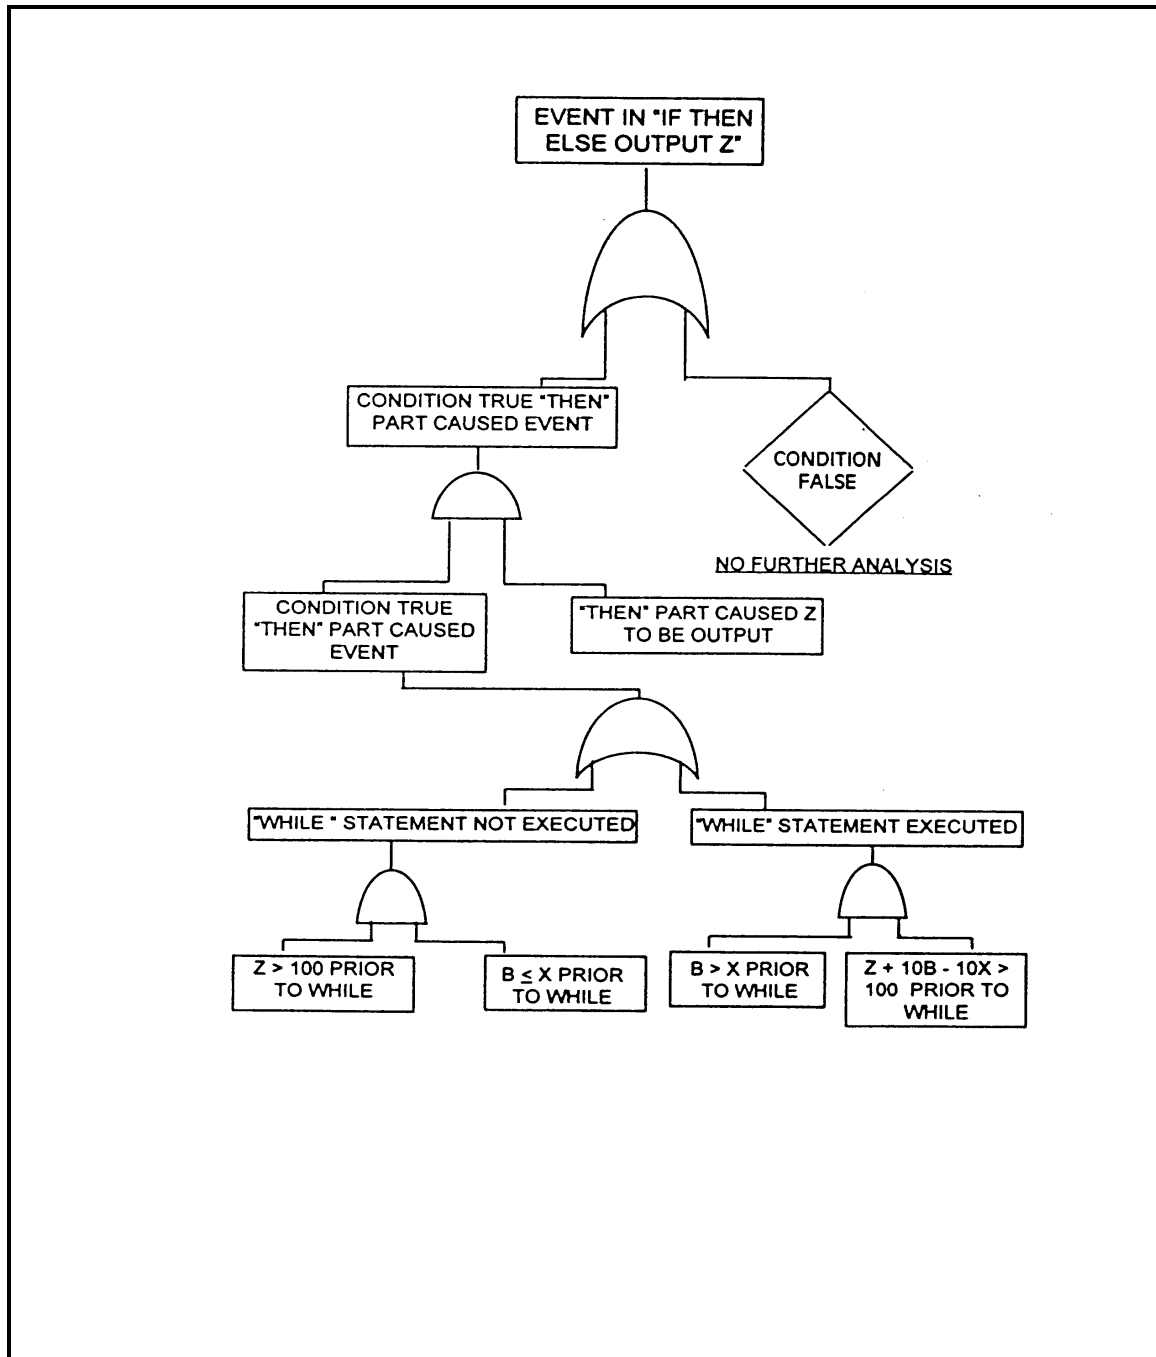 EVENT IN "IF THEN
ELSE OUTPUT Z"
CONDITION TRUE "THEN"
PART CAUSED EVENT
CONDITION
FALSE
NO FURTHER ANALYSIS
CONDITION TRUE
"THEN" PART CAUSED
EVENT
"THEN" PART CAUSED Z
TO BE OUTPUT
"WHILE " STATEMENT NOT EXECUTED
"WHILE" STATEMENT EXECUTED
Z > 100 PRIOR
TO WHILE
B ≤ X PRIOR
TO WHILE
B > X PRIOR
TO WHILE
Z + 10B - 10X >
100 PRIOR TO
WHILE